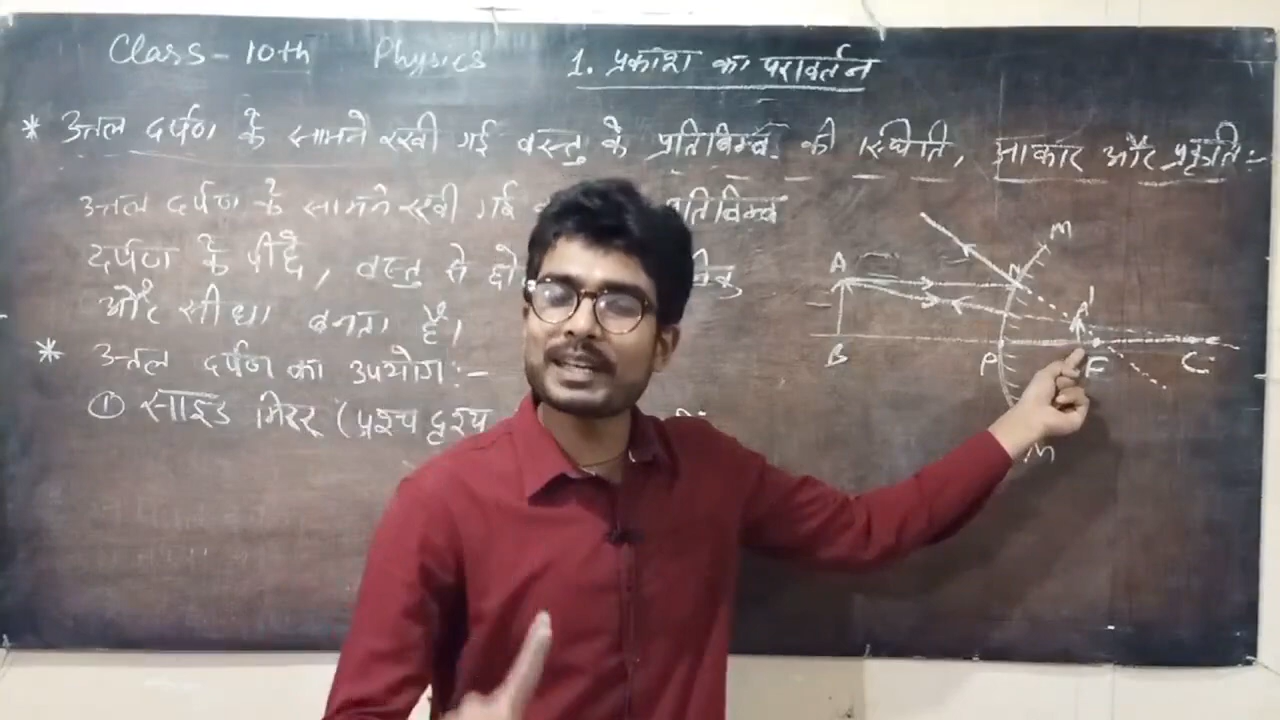 Class - 10th Physics 1. प्रकाश का परावर्तन
* उत्तल दर्पण के सामने रखी गई वस्तु के प्रतिबिम्ब की स्थिति, आकार और प्रकृति:-
उत्तल दर्पण के सामने रखी गई प्रतिबिम्ब
दर्पण के पीछे, वस्तु से
और सीधा बनता है।
* उत्तल दर्पण का उपयोग:-
① साइड मिरर (पृश्च दृश्य
M
A N A'
B P F C
M